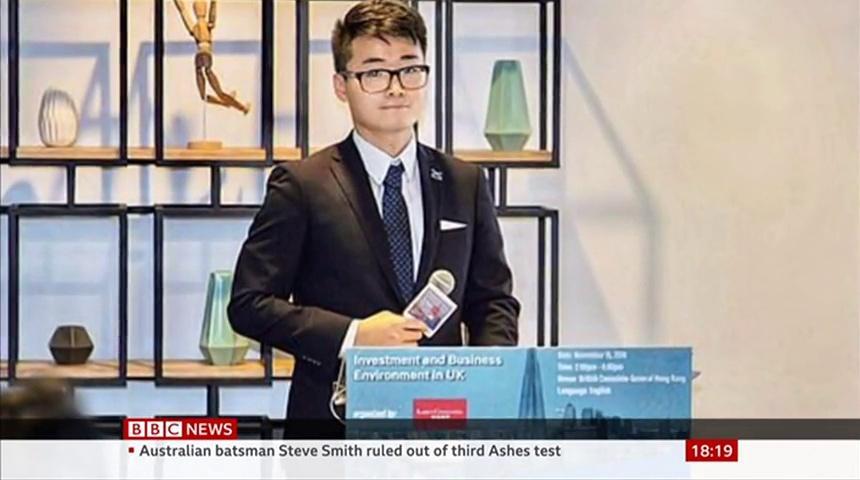 Investment and Business
Environment in UK
Date: November 15, 2018
Time: 2:00pm - 4:00pm
Venue: British Consulate-General Hong Kong
Language: English
organized by:
BBC NEWS
Australian batsman Steve Smith ruled out of third Ashes test
18:19